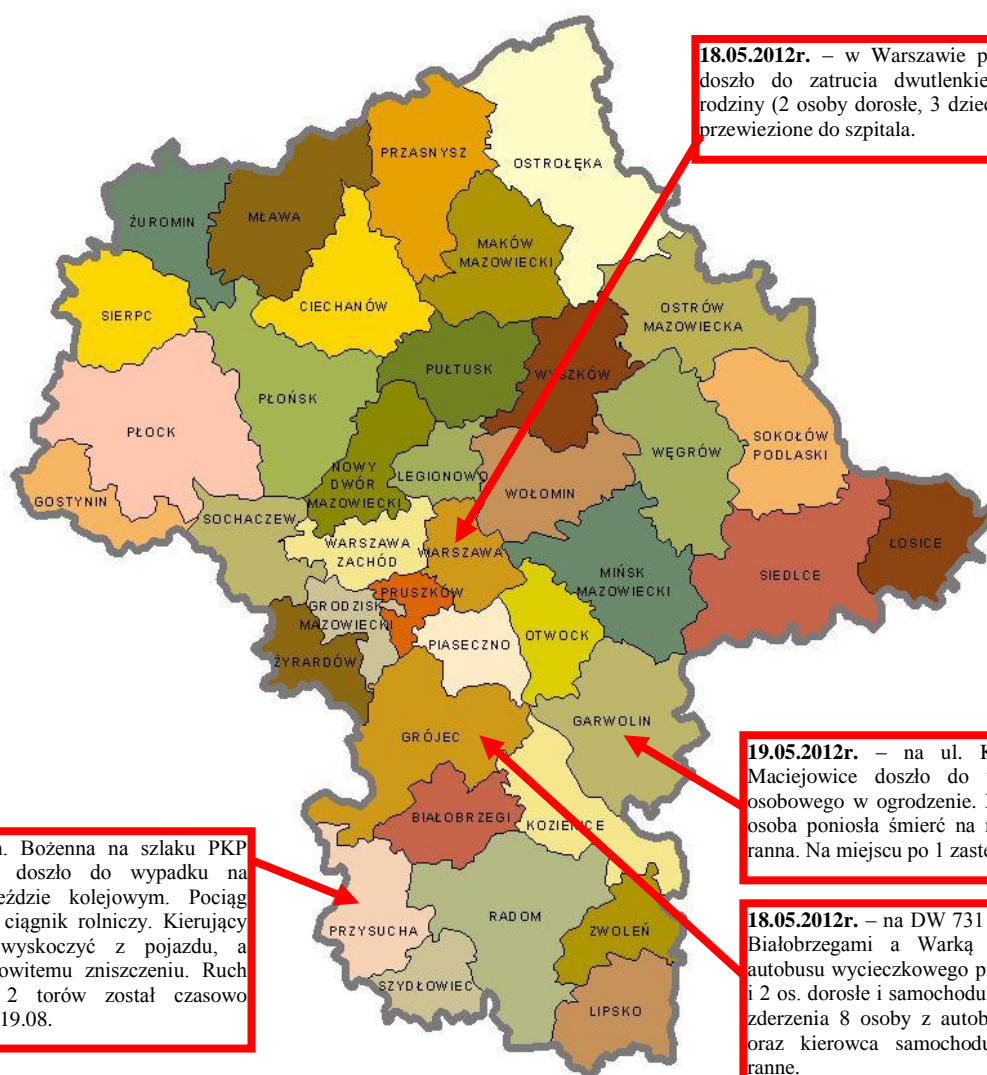 18.05.2012r. – w Warszawie p
doszło do zatrucia dwutlenkie
rodziny (2 osoby dorosłe, 3 dziec
przewiezione do szpitala.
PRZASNYSZ
OSTROŁĘKA
ŻUROMIN
MŁAWA
MAKÓW
MAZOWIECKI
CIECHANÓW
SIERPC
OSTRÓW
MAZOWIECKA
PUŁTUSK
WYSZKÓW
PŁOŃSK
PŁOCK
SOKOŁÓW
PODLASKI
WĘGRÓW
NOWY
DWÓR
MAZOWIECKI
LEGIONOWO
WOŁOMIN
GOSTYNIN
SOCHACZEW
WARSZAWA
ZACHÓD
WARSZAWA
ŁOSICE
MIŃSK
MAZOWIECKI
SIEDLCE
PRUSZKÓW
GRODZISK
MAZOWIECKI
PIASECZNO
OTWOCK
ŻYRARDÓW
GARWOLIN
GRÓJEC
19.05.2012r. – na ul. K
Maciejowice doszło do
osobowego w ogrodzenie.
osoba poniosła śmierć na
ranna. Na miejscu po 1 zastę
BIAŁOBRZEGI
KOZIENICE
. Bożenna na szlaku PKP
doszło do wypadku na
eździe kolejowym. Pociąg
ciągnik rolniczy. Kierujący
wyskoczyć z pojazdu, a
owitemu zniszczeniu. Ruch
2 torów został czasowo
19.08.
PRZYSUCHA
RADOM
ZWOLEŃ
SZYDŁOWIEC
LIPSKO
18.05.2012r. – na DW 731
Białobrzegami a Warką
autobusu wycieczkowego p
i 2 os. dorosłe i samochodu
zderzenia 8 osoby z autob
oraz kierowca samochodu
ranne.